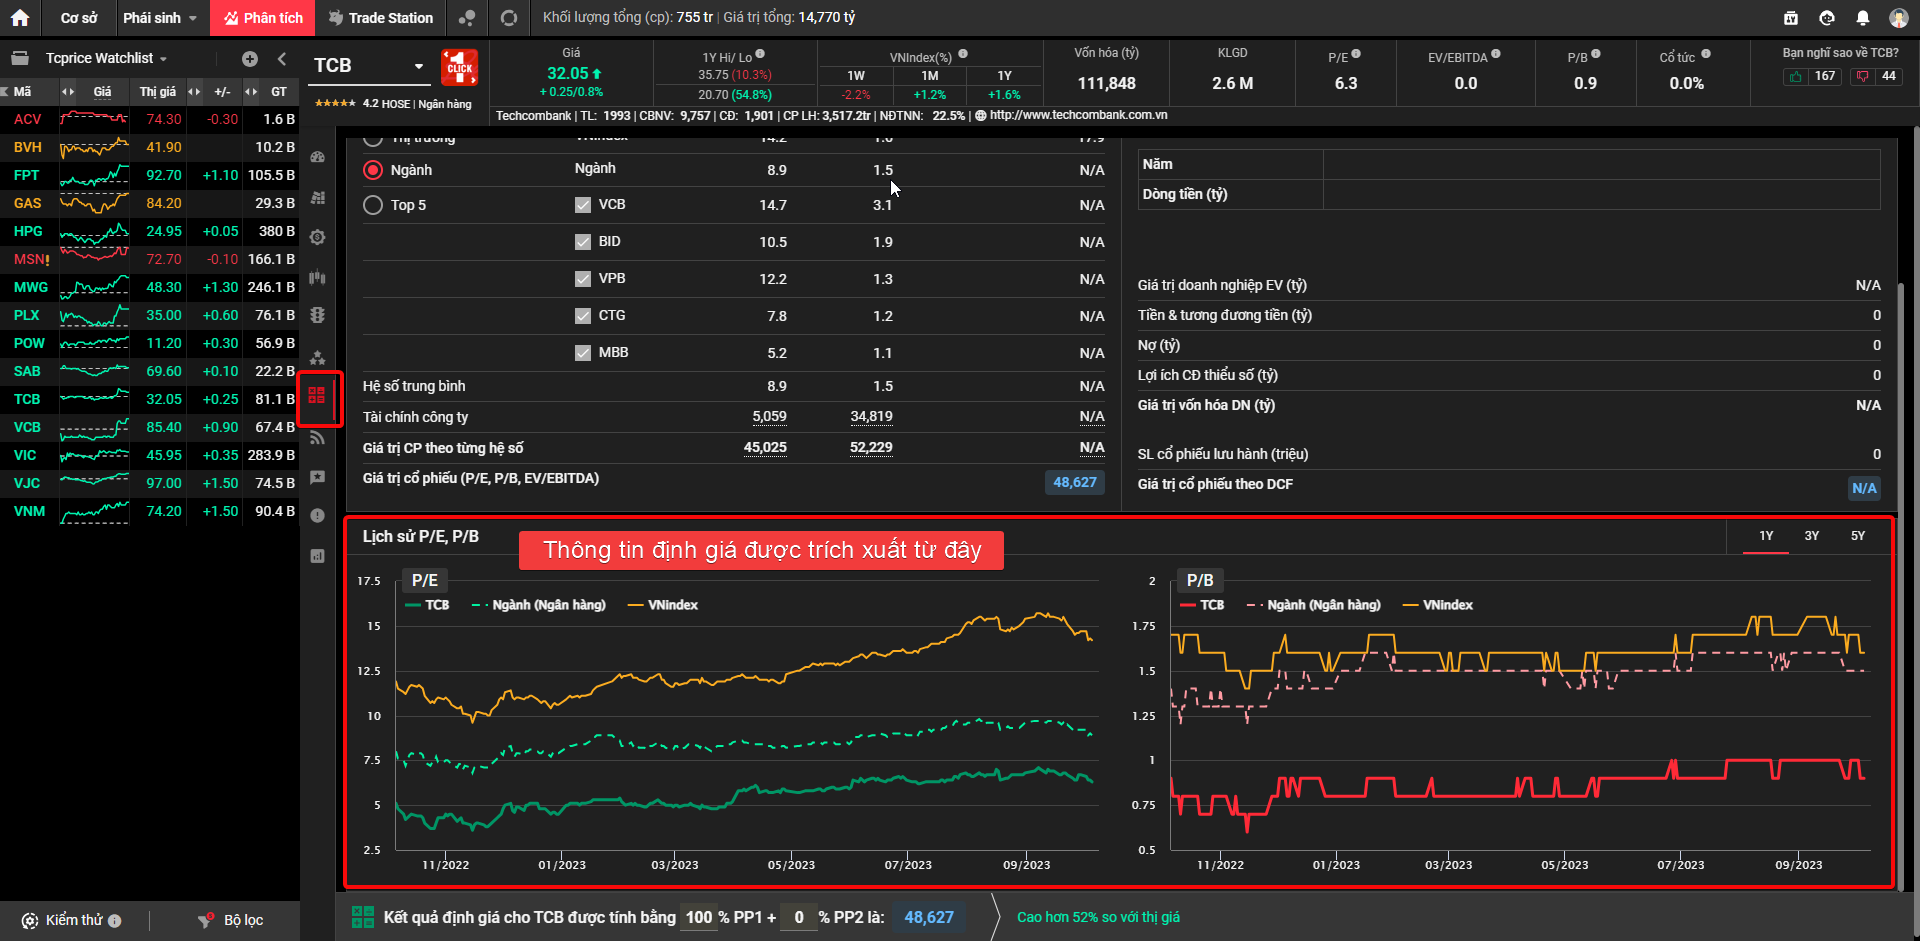 Cơ sở Phái sinh Phân tích Trade Station Khối lượng tổng (cp): 755 tr | Giá trị tổng: 14,770 tỷ
Tcprice Watchlist
Mã Giá Thị giá +/- GT
ACV 74.30 -0.30 1.6 B
BVH 41.90 10.2 B
FPT 92.70 +1.10 105.5 B
GAS 84.20 29.3 B
HPG 24.95 +0.05 380 B
MSN! 72.70 -0.10 166.1 B
MWG 48.30 +1.30 246.1 B
PLX 35.00 +0.60 76.1 B
POW 11.20 +0.30 56.9 B
SAB 69.60 +0.10 22.2 B
TCB 32.05 +0.25 81.1 B
VCB 85.40 +0.90 67.4 B
VIC 45.95 +0.35 283.9 B
VJC 97.00 +1.50 74.5 B
VNM 74.20 +1.50 90.4 B
Kiểm thử Bộ lọc
TCB
1 CLICK
4.2 HOSE | Ngân hàng
Giá
32.05
+ 0.25/0.8%
1Y Hi/ Lo
35.75 (10.3%)
20.70 (54.8%)
VNIndex(%)
1W 1M 1Y
-2.2% +1.2% +1.6%
Vốn hóa (tỷ)
111,848
KLGD
2.6 M
P/E
6.3
EV/EBITDA
0.0
P/B
0.9
Cổ tức
0.0%
Bạn nghĩ sao về TCB?
167 44
Techcombank | TL: 1993 | CBNV: 9,757 | CĐ: 1,901 | CP LH: 3,517.2tr | NĐTNN: 22.5% | http://www.techcombank.com.vn
Thị trường VNIndex 14.2 1.6 17.9
Ngành Ngành 8.9 1.5 N/A
Top 5 VCB 14.7 3.1 N/A
BID 10.5 1.9 N/A
VPB 12.2 1.3 N/A
CTG 7.8 1.2 N/A
MBB 5.2 1.1 N/A
Hệ số trung bình 8.9 1.5 N/A
Tài chính công ty 5,059 34,819 N/A
Giá trị CP theo từng hệ số 45,025 52,229 N/A
Giá trị cổ phiếu (P/E, P/B, EV/EBITDA) 48,627
Năm
Dòng tiền (tỷ)
Giá trị doanh nghiệp EV (tỷ) N/A
Tiền & tương đương tiền (tỷ) 0
Nợ (tỷ) 0
Lợi ích CĐ thiểu số (tỷ) 0
Giá trị vốn hóa DN (tỷ) N/A
SL cổ phiếu lưu hành (triệu) 0
Giá trị cổ phiếu theo DCF N/A
Lịch sử P/E, P/B
Thông tin định giá được trích xuất từ đây
1Y 3Y 5Y
P/E
TCB Ngành (Ngân hàng) VNindex
17.5
15
12.5
10
7.5
5
2.5
11/2022 01/2023 03/2023 05/2023 07/2023 09/2023
P/B
TCB Ngành (Ngân hàng) VNindex
2
1.75
1.5
1.25
1
0.75
0.5
11/2022 01/2023 03/2023 05/2023 07/2023 09/2023
Kết quả định giá cho TCB được tính bằng 100 % PP1 + 0 % PP2 là: 48,627 Cao hơn 52% so với thị giá